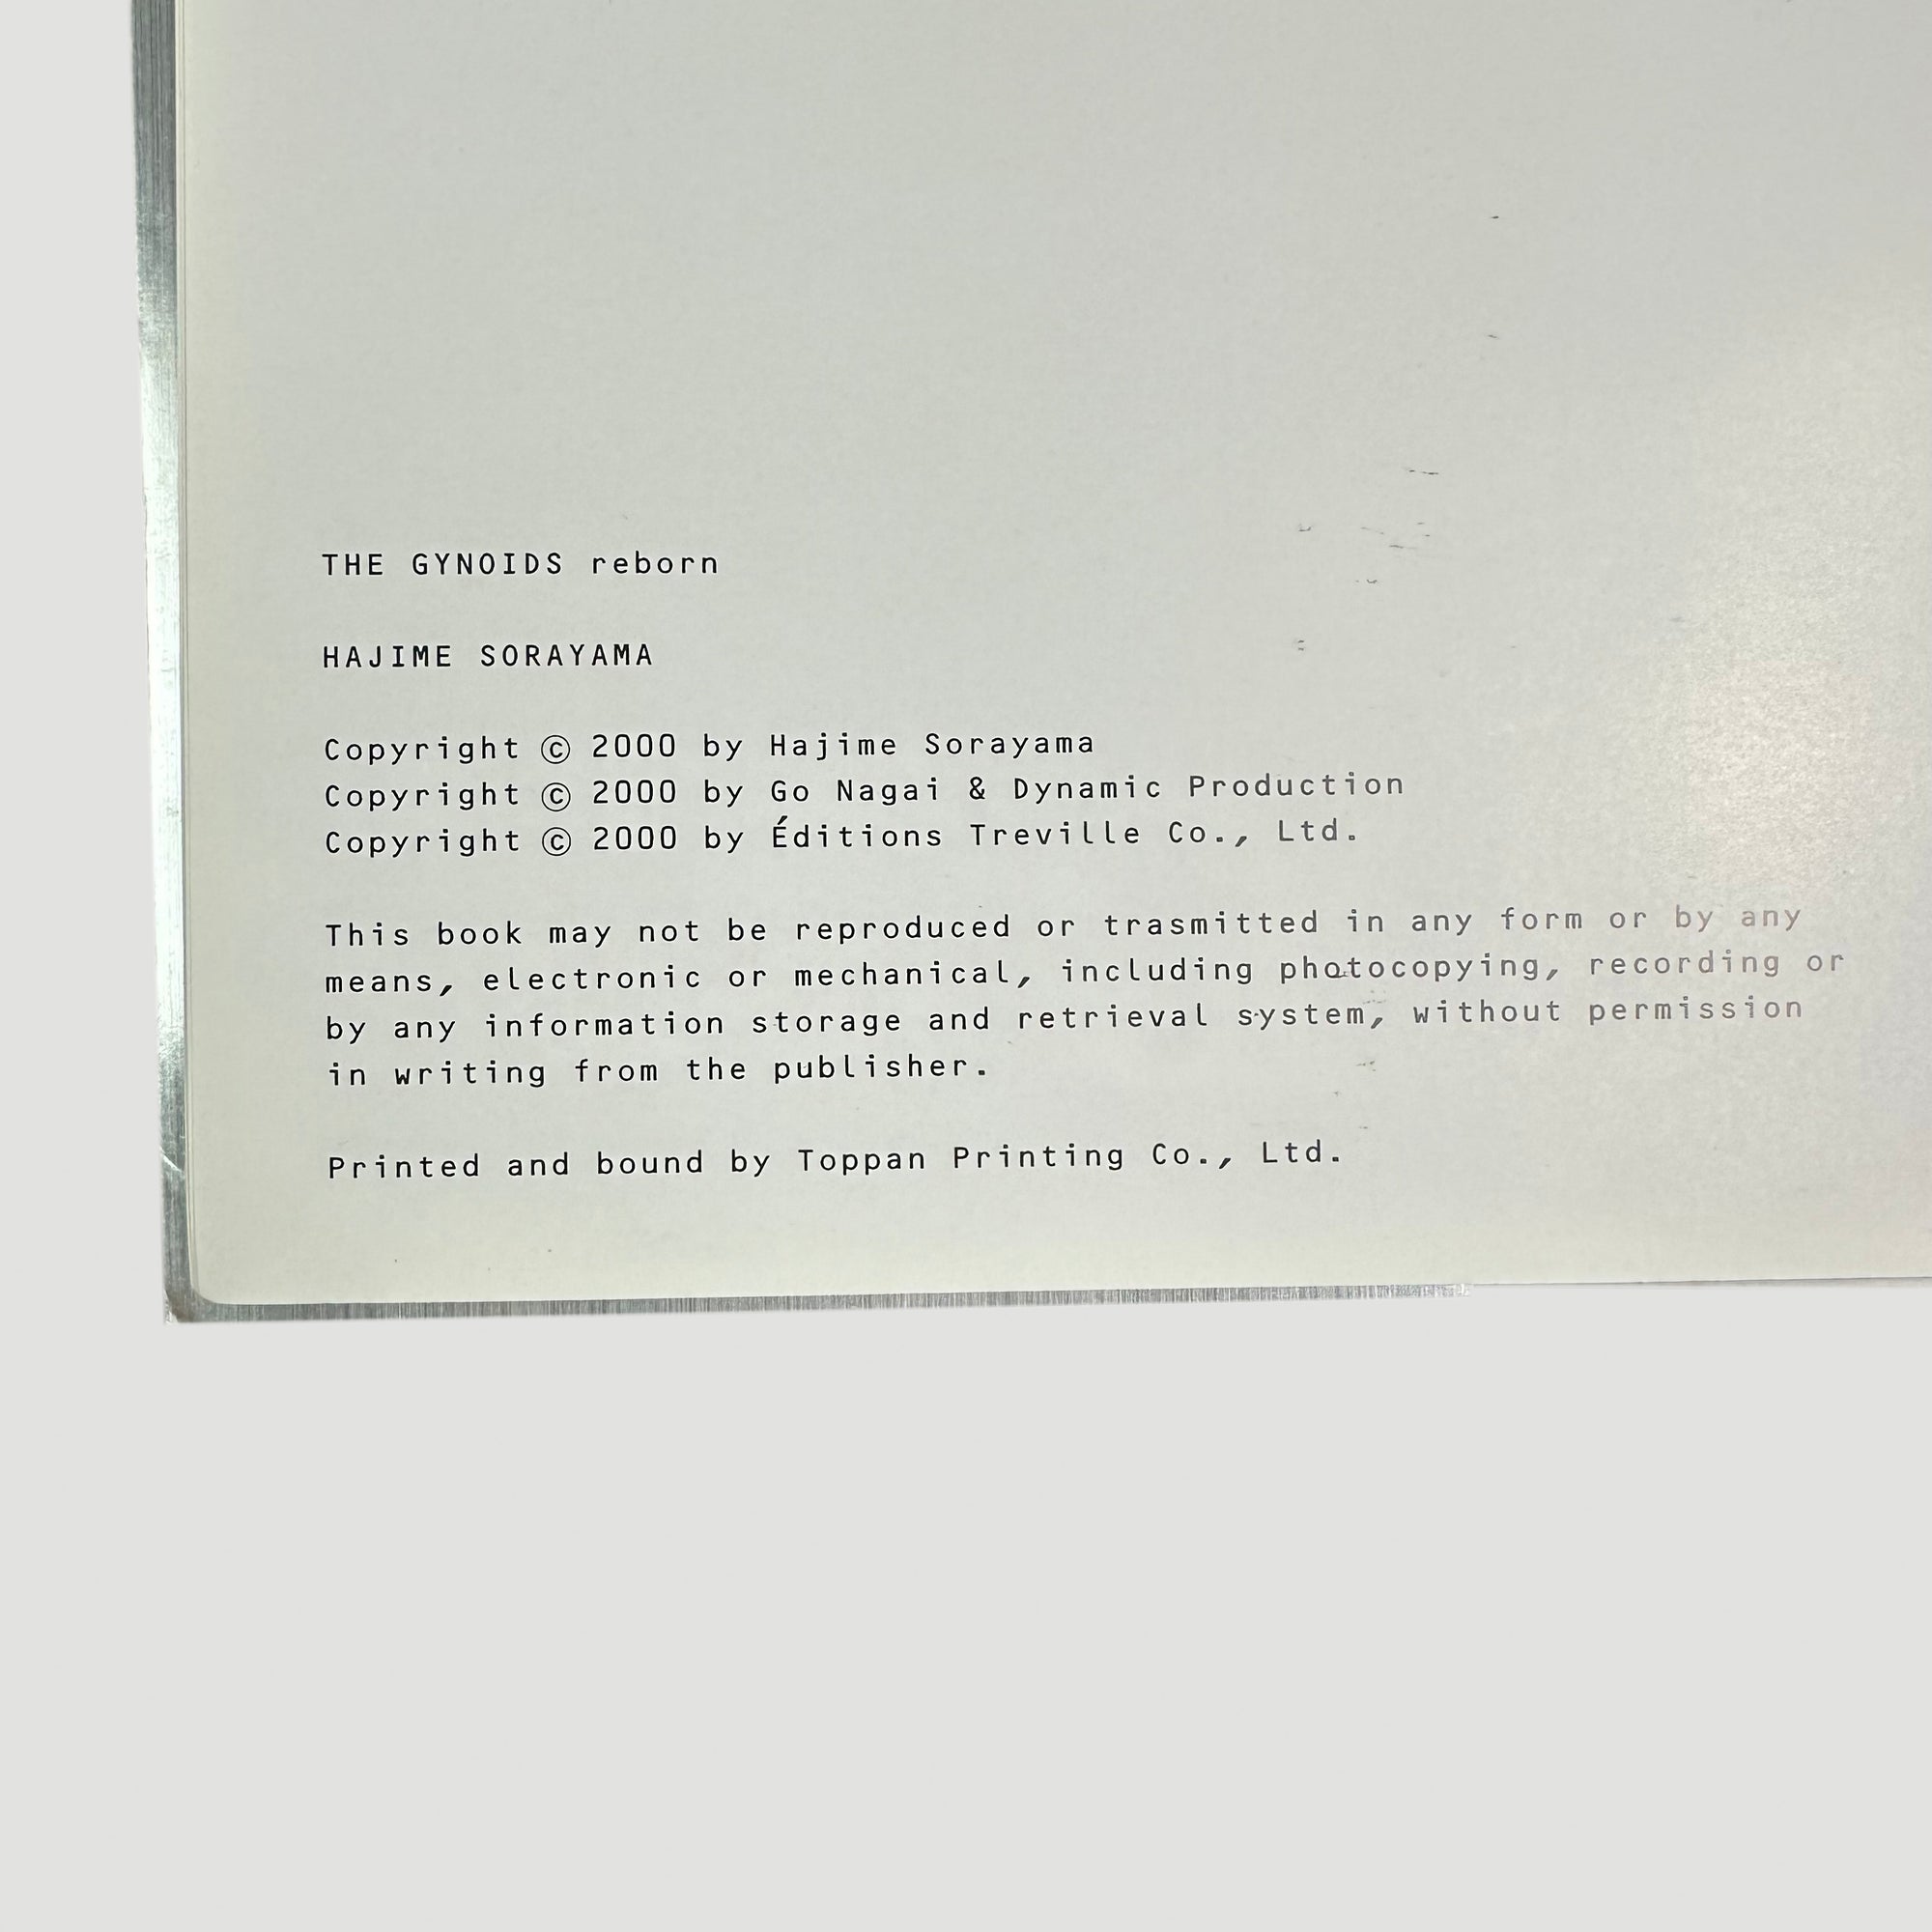 THE GYNOIDS reborn
HAJIME SORAYAMA
Copyright © 2000 by Hajime Sorayama
Copyright © 2000 by Go Nagai & Dynamic Production
Copyright © 2000 by Éditions Treville Co., Ltd.
This book may not be reproduced or trasmitted in any form or by any
means, electronic or mechanical, including photocopying, recording or
by any information storage and retrieval system, without permission
in writing from the publisher.
Printed and bound by Toppan Printing Co., Ltd.